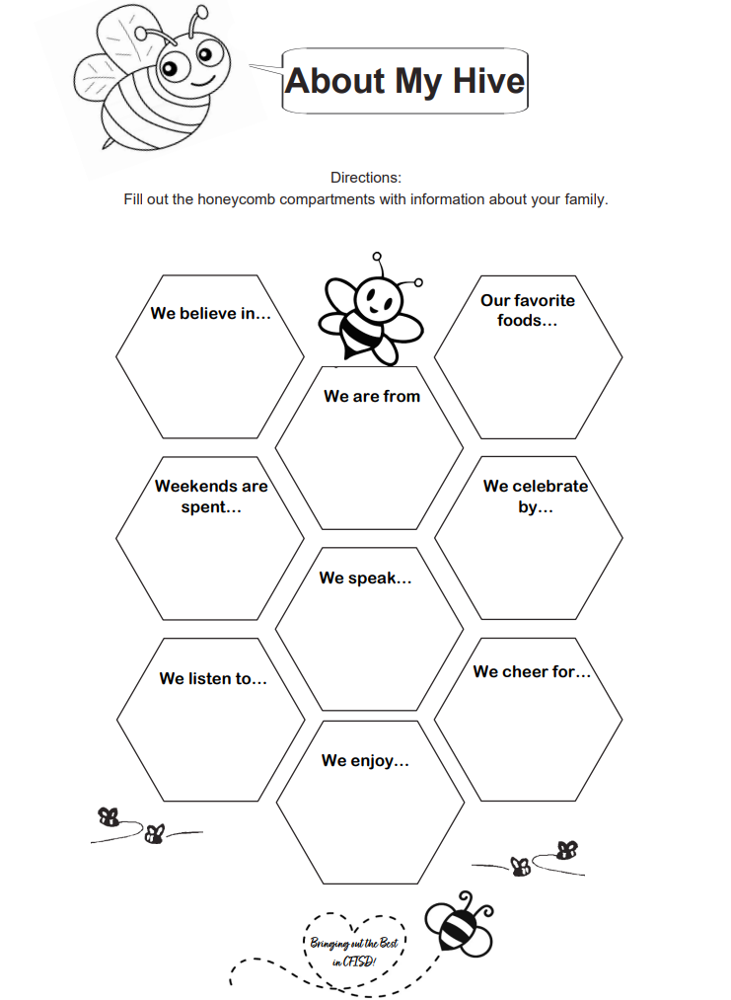 About My Hive
Directions:
Fill out the honeycomb compartments with information about your family.
We believe in…
Our favorite
foods…
We are from
Weekends are
spent…
We celebrate
by…
We speak…
We listen to…
We cheer for…
We enjoy…
Bringing out the Best
in CFISD!